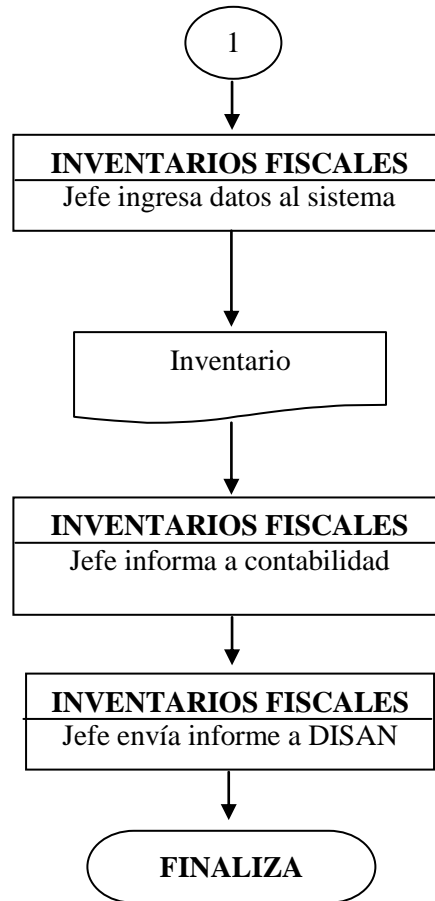 1
INVENTARIOS FISCALES
Jefe ingresa datos al sistema
Inventario
INVENTARIOS FISCALES
Jefe informa a contabilidad
INVENTARIOS FISCALES
Jefe envía informe a DISAN
FINALIZA